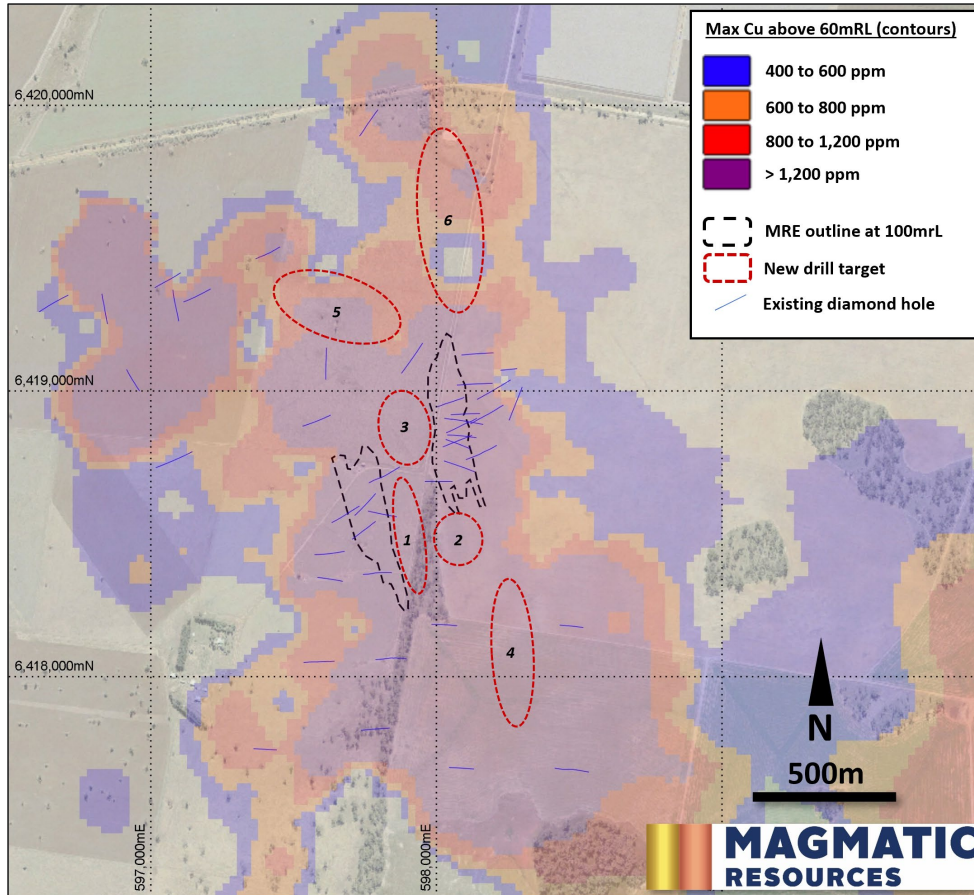 Max Cu above 60mRL (contours)
400 to 600 ppm
600 to 800 ppm
800 to 1,200 ppm
> 1,200 ppm
MRE outline at 100mrL
New drill target
Existing diamond hole
6,420,000mN
6
5
6,419,000mN
3
1
2
4
6,418,000mN
N
500m
597,000mE
598,000mE
MAGMATIC
RESOURCES